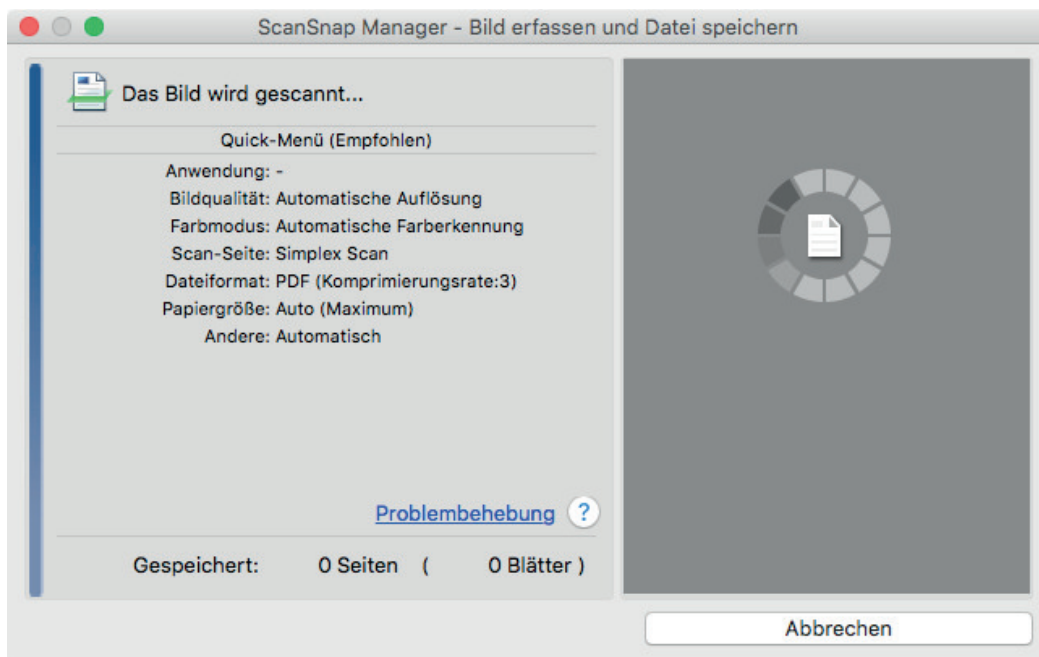 ScanSnap Manager - Bild erfassen und Datei speichern
Das Bild wird gescannt...
Quick-Menü (Empfohlen)
Anwendung: -
Bildqualität: Automatische Auflösung
Farbmodus: Automatische Farberkennung
Scan-Seite: Simplex Scan
Dateiformat: PDF (Komprimierungsrate:3)
Papiergröße: Auto (Maximum)
Andere: Automatisch
Problembehebung ?
Gespeichert: 0 Seiten ( 0 Blätter )
Abbrechen